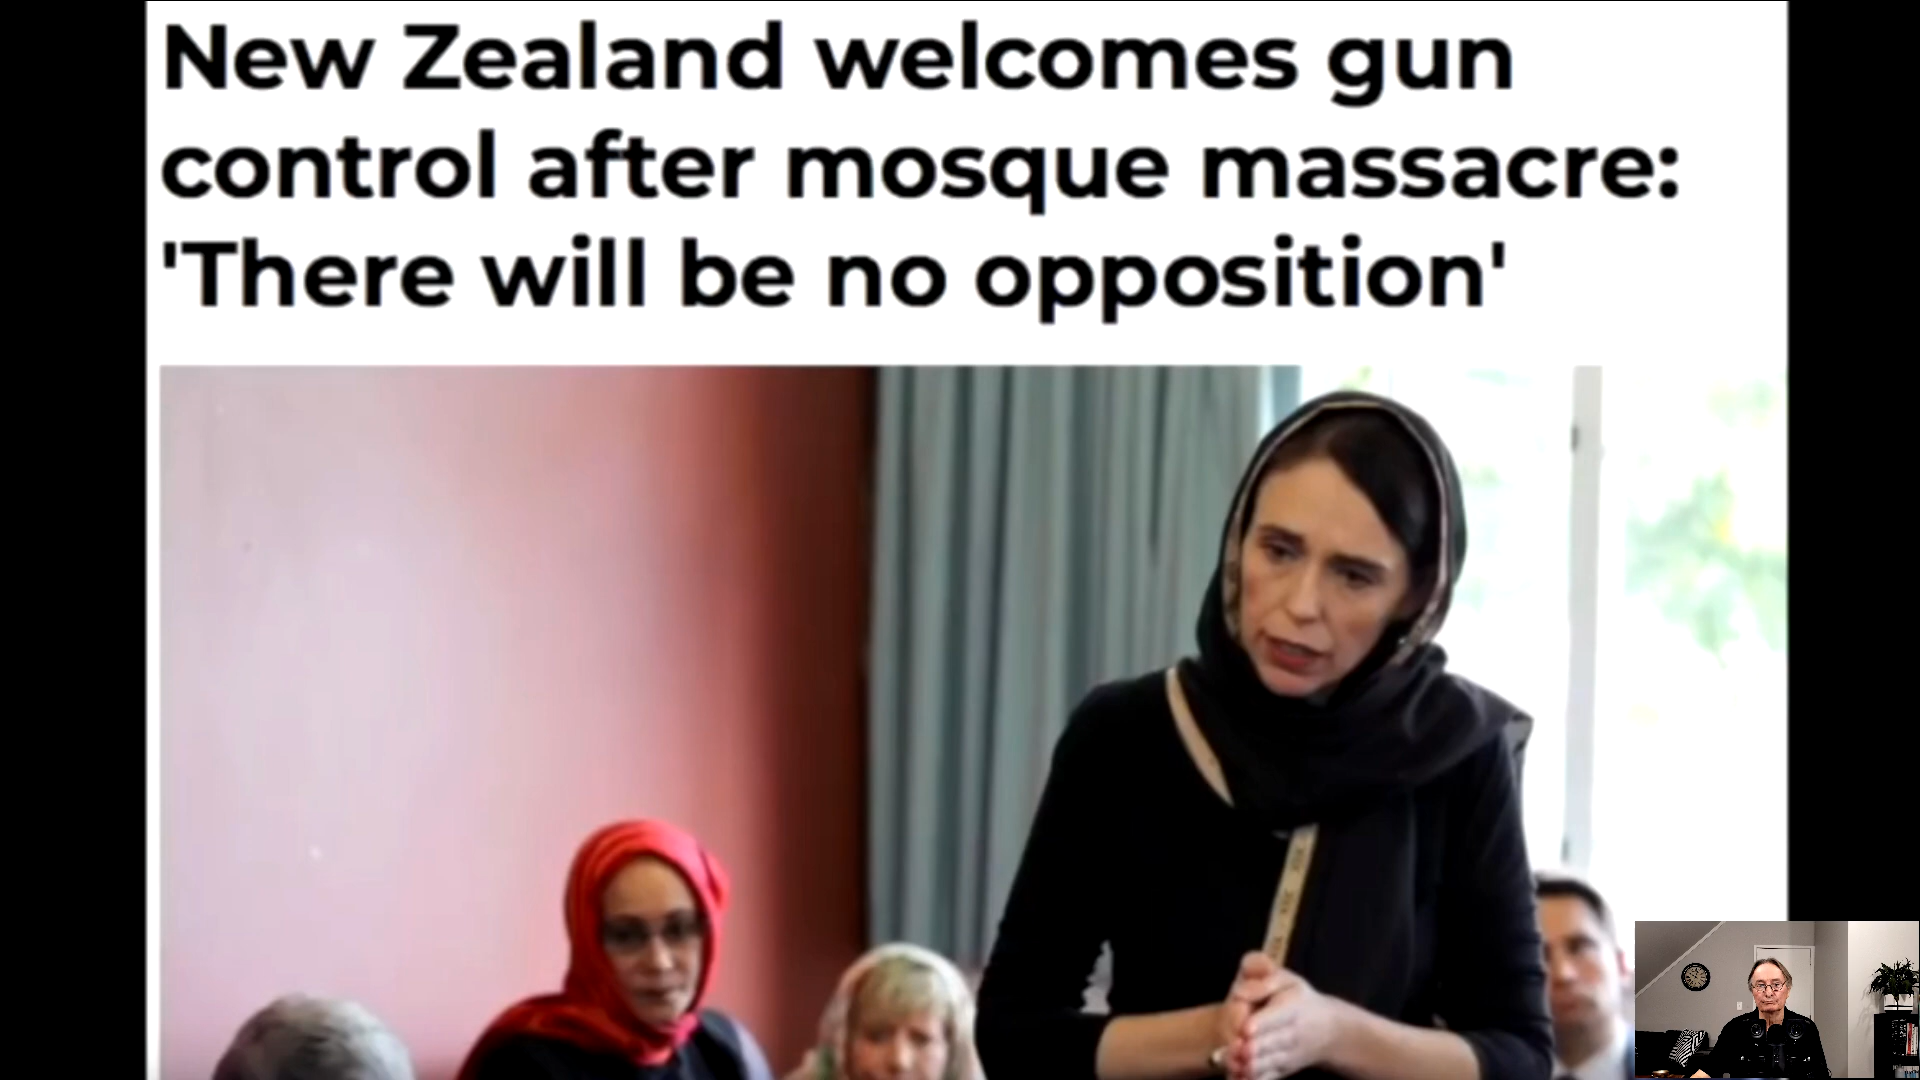 New Zealand welcomes gun
control after mosque massacre:
'There will be no opposition'